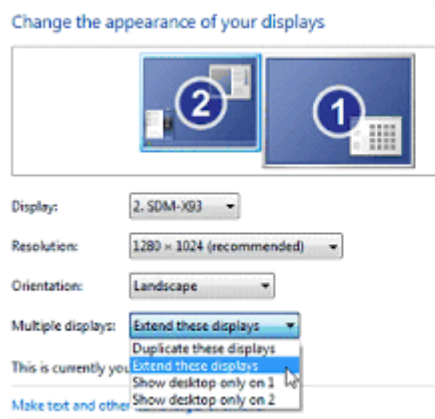 Change the appearance of your displays
2
1
Display: 2. SDM-X93
Resolution: 1280 × 1024 (recommended)
Orientation: Landscape
Multiple displays: Extend these displays
Duplicate these displays
This is currently you Extend these displays
Show desktop only on 1
Make text and other Show desktop only on 2